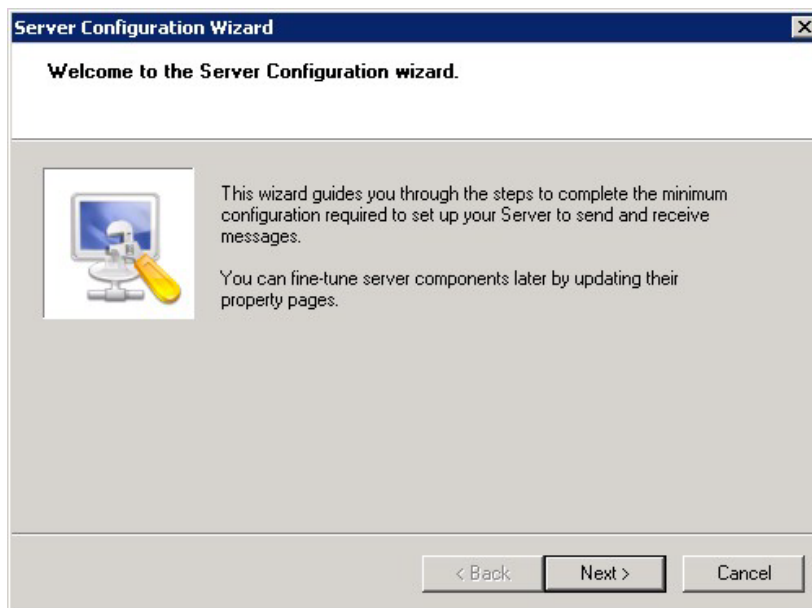 Server Configuration Wizard
Welcome to the Server Configuration wizard.
This wizard guides you through the steps to complete the minimum
configuration required to set up your Server to send and receive
messages.
You can fine-tune server components later by updating their
property pages.
< Back
Next >
Cancel